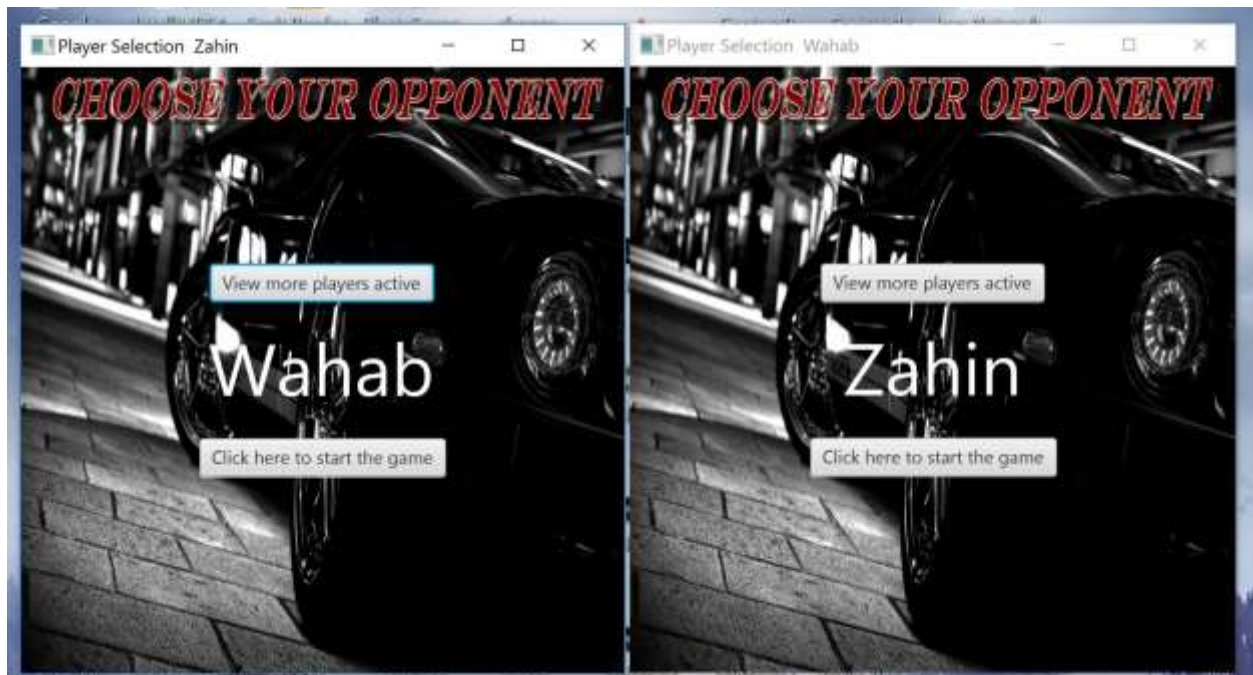 Player Selection Zahin
CHOOSE YOUR OPPONENT
View more players active
Wahab
Click here to start the game
Player Selection Wahab
CHOOSE YOUR OPPONENT
View more players active
Zahin
Click here to start the game